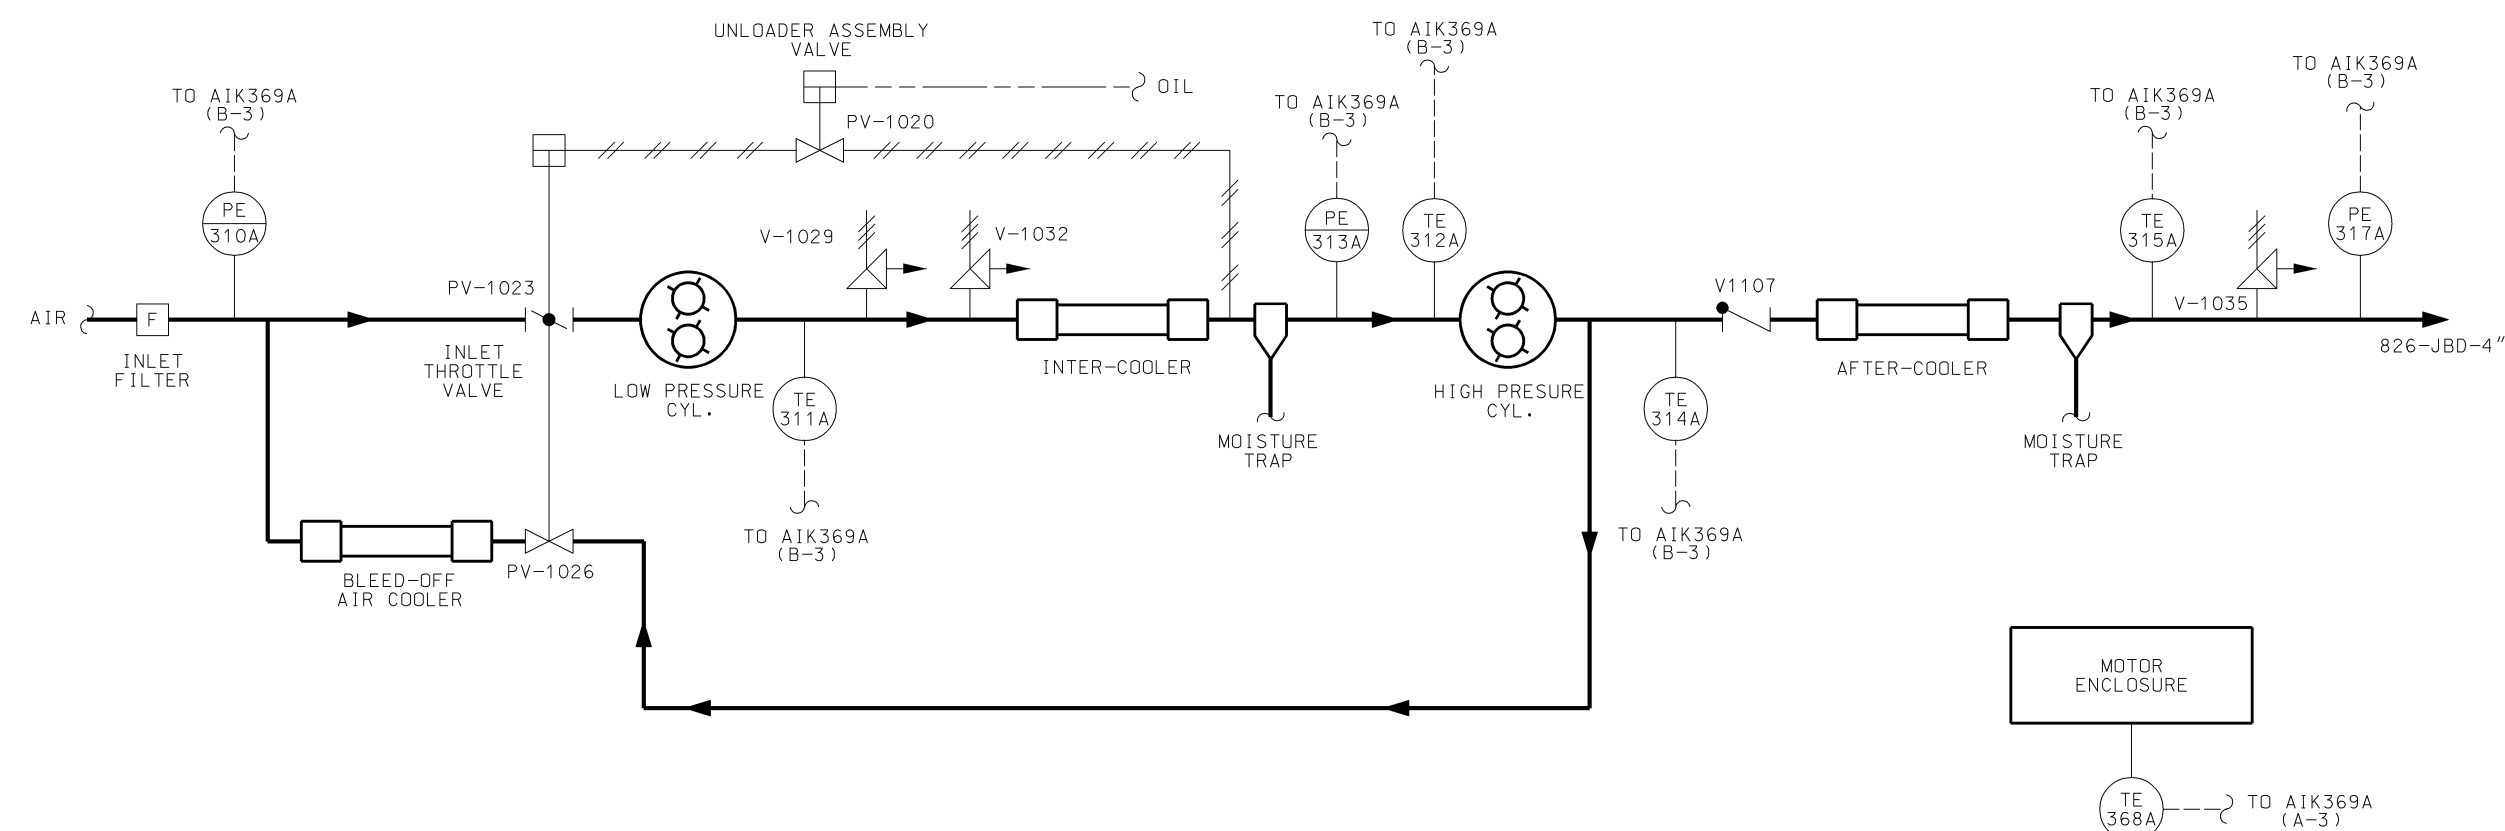 UNLOADER ASSEMBLY
VALVE
OIL
PV-1020
TO AIK369A
(B-3)
PE
310A
TO AIK369A
(B-3)
PE
313A
TO AIK369A
(B-3)
TE
312A
TO AIK369A
(B-3)
TE
315A
TO AIK369A
(B-3)
PE
317A
V-1029
V-1032
V-1035
AIR
F
INLET
FILTER
PV-1023
INLET
THROTTLE
VALVE
LOW PRESSURE
CYL.
TE
311A
TO AIK369A
(B-3)
INTER-COOLER
MOISTURE
TRAP
HIGH PRESURE
CYL.
V1107
TE
314A
TO AIK369A
(B-3)
AFTER-COOLER
MOISTURE
TRAP
826-JBD-4"
BLEED-OFF
AIR COOLER
PV-1026
MOTOR
ENCLOSURE
TE
368A
TO AIK369A
(A-3)